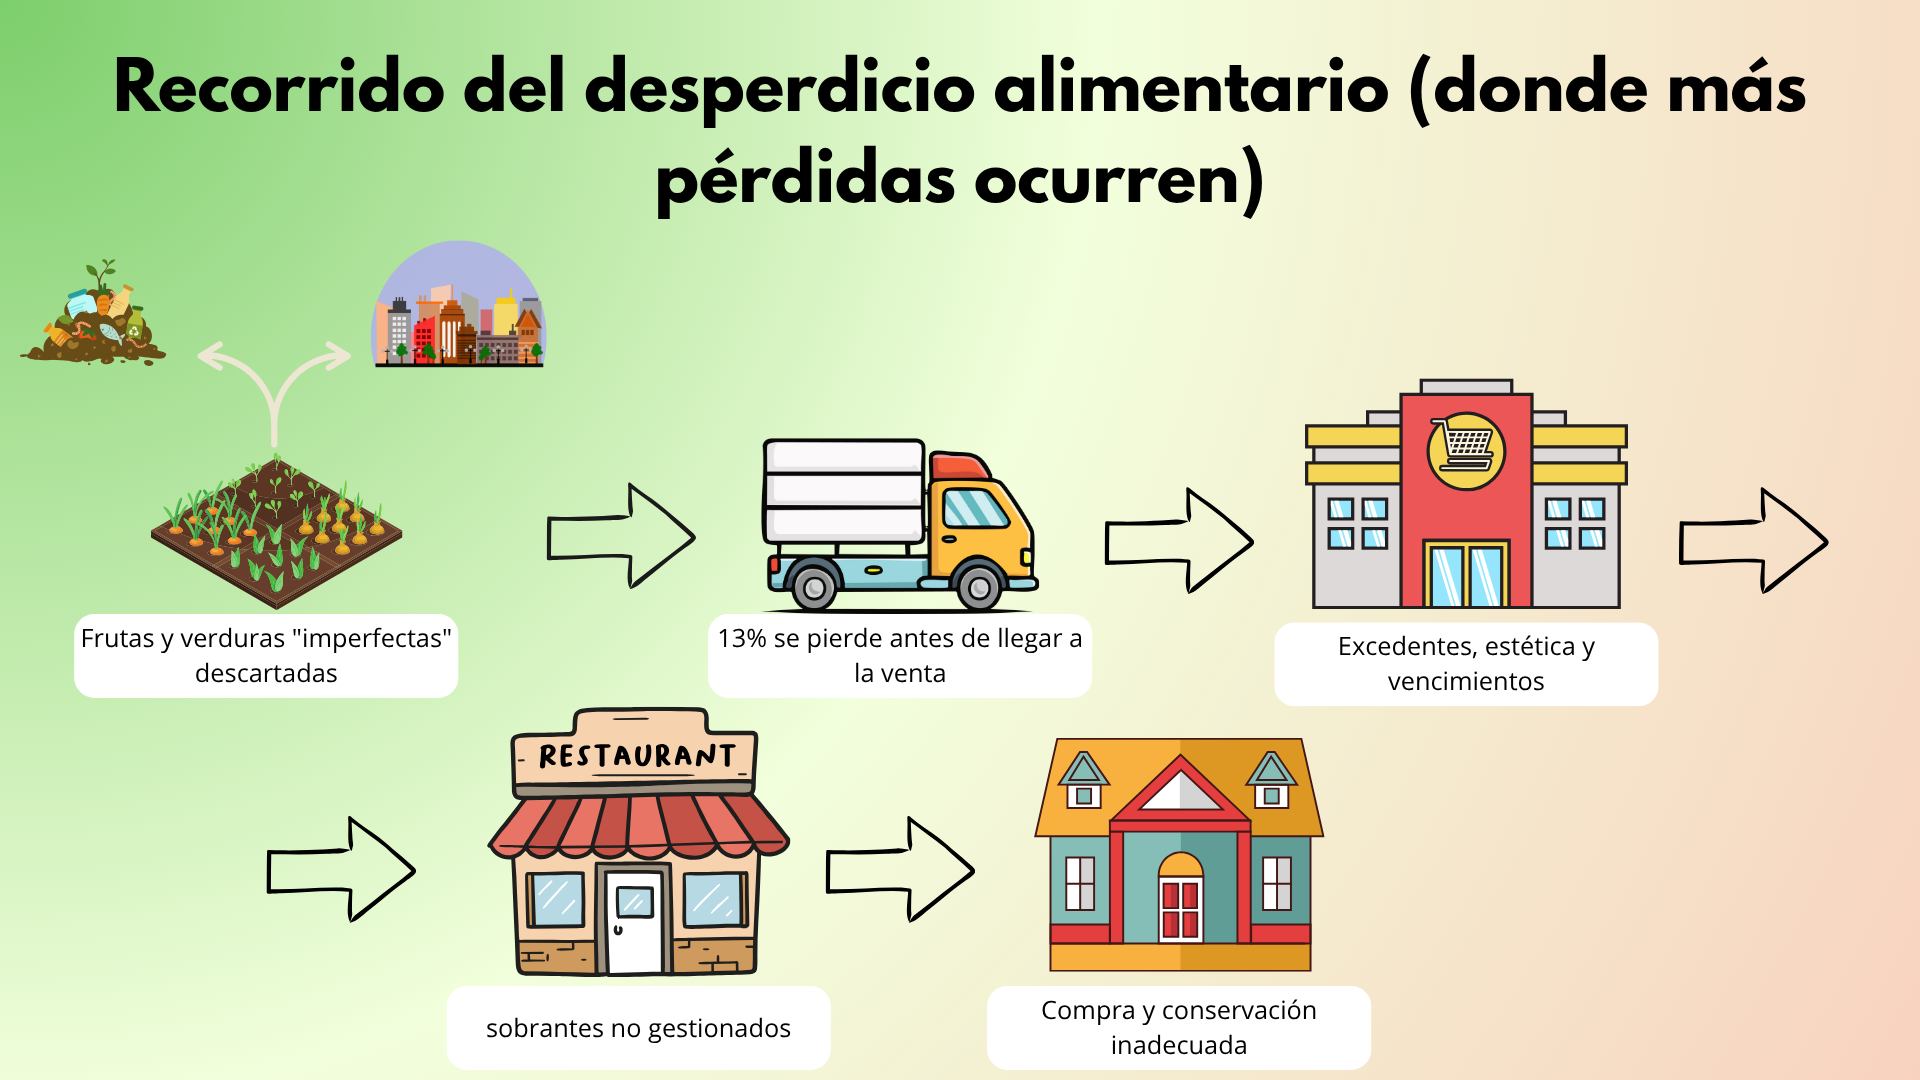 Recorrido del desperdicio alimentario (donde más
pérdidas ocurren)
Frutas y verduras "imperfectas"
descartadas
13% se pierde antes de llegar a
la venta
Excedentes, estética y
vencimientos
RESTAURANT
sobrantes no gestionados
Compra y conservación
inadecuada